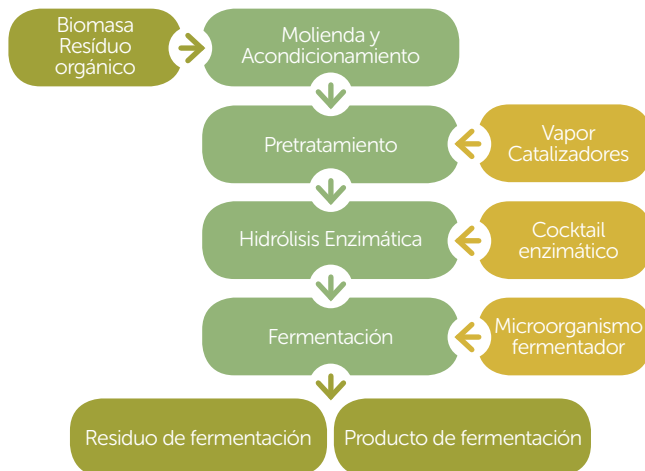 Biomasa
Resíduo
orgánico
Molienda y
Acondicionamiento
Pretratamiento
Vapor
Catalizadores
Hidrólisis Enzimática
Cocktail
enzimático
Fermentación
Microorganismo
fermentador
Residuo de fermentación
Producto de fermentación